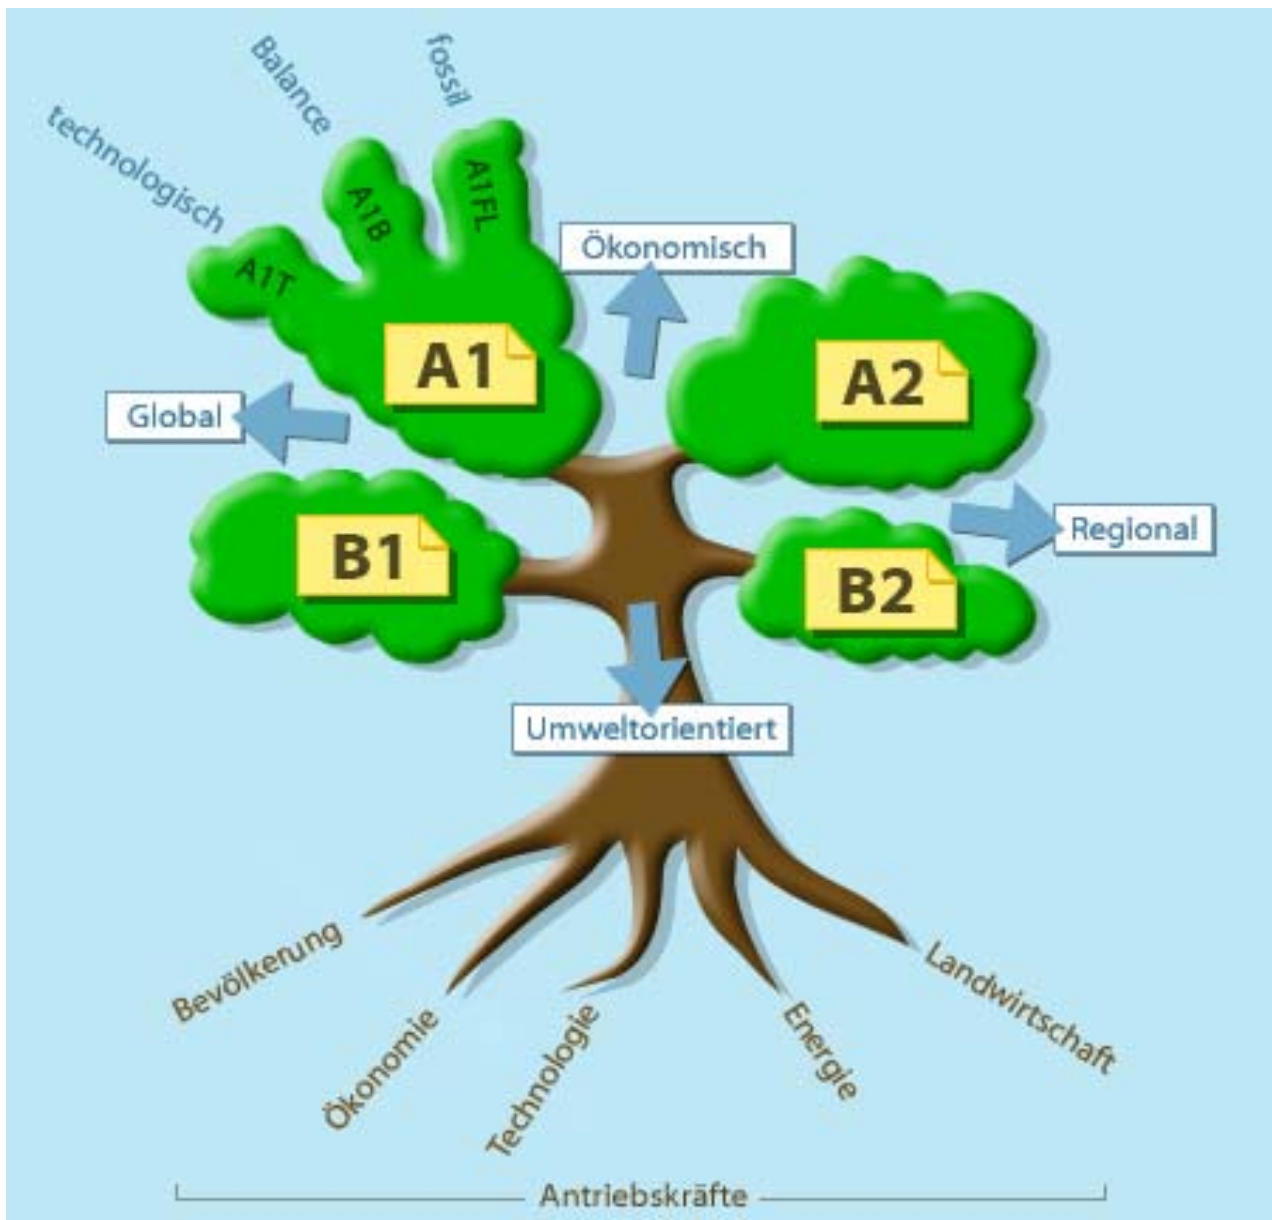 fossil
Balance
technologisch
A1FL
A1B
A1T
Ökonomisch
A1
A2
Global
Regional
B1
B2
Umweltorientiert
Bevölkerung
Ökonomie
Technologie
Energie
Landwirtschaft
Antriebskräfte